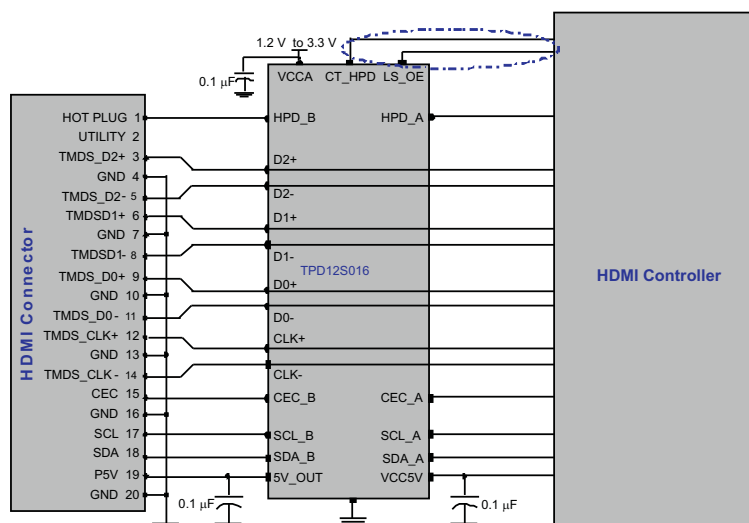 1.2 V to 3.3 V
0.1 µF
VCCA CT_HPD LS_OE
HOT PLUG 1
UTILITY 2
TMDS_D2+ 3
GND 4
TMDS_D2- 5
TMDSD1+ 6
GND 7
TMDSD1- 8
TMDS_D0+ 9
GND 10
TMDS_D0- 11
TMDS_CLK+ 12
GND 13
TMDS_CLK- 14
CEC 15
GND 16
SCL 17
SDA 18
P5V 19
GND 20
HDMI Connector
HPD_B HPD_A
D2+
D2-
D1+
D1-
TPD12S016
D0+
D0-
CLK+
CLK-
CEC_B CEC_A
SCL_B SCL_A
SDA_B SDA_A
5V_OUT VCC5V
0.1 µF
0.1 µF
HDMI Controller